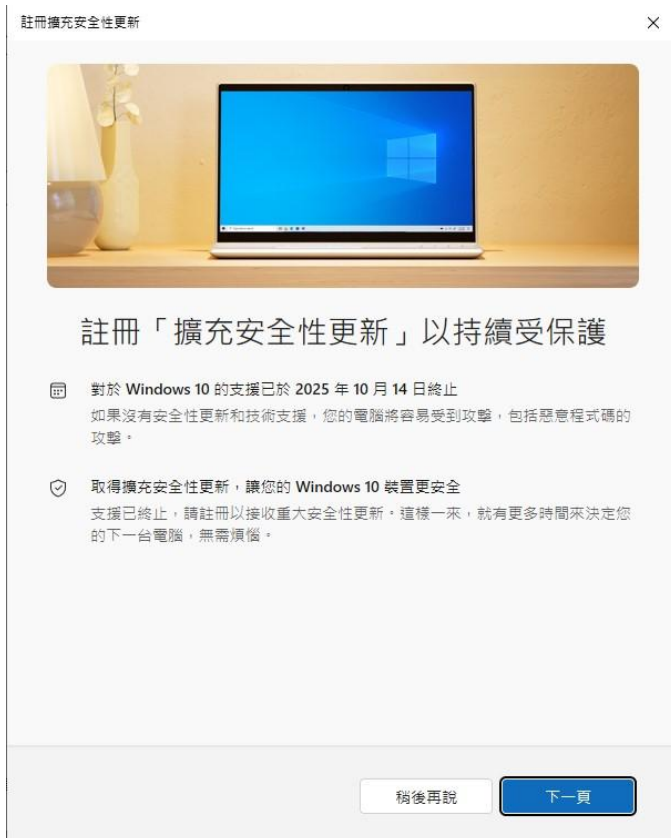 註冊擴充安全性更新
註冊「擴充安全性更新」以持續受保護
對於 Windows 10 的支援已於 2025 年 10 月 14 日終止
如果沒有安全性更新和技術支援，您的電腦將容易受到攻擊，包括惡意程式碼的
攻擊。
取得擴充安全性更新，讓您的 Windows 10 裝置更安全
支援已終止，請註冊以接收重大安全性更新。這樣一來，就有更多時間來決定您
的下一台電腦，無需煩惱。
稍後再說
下一頁